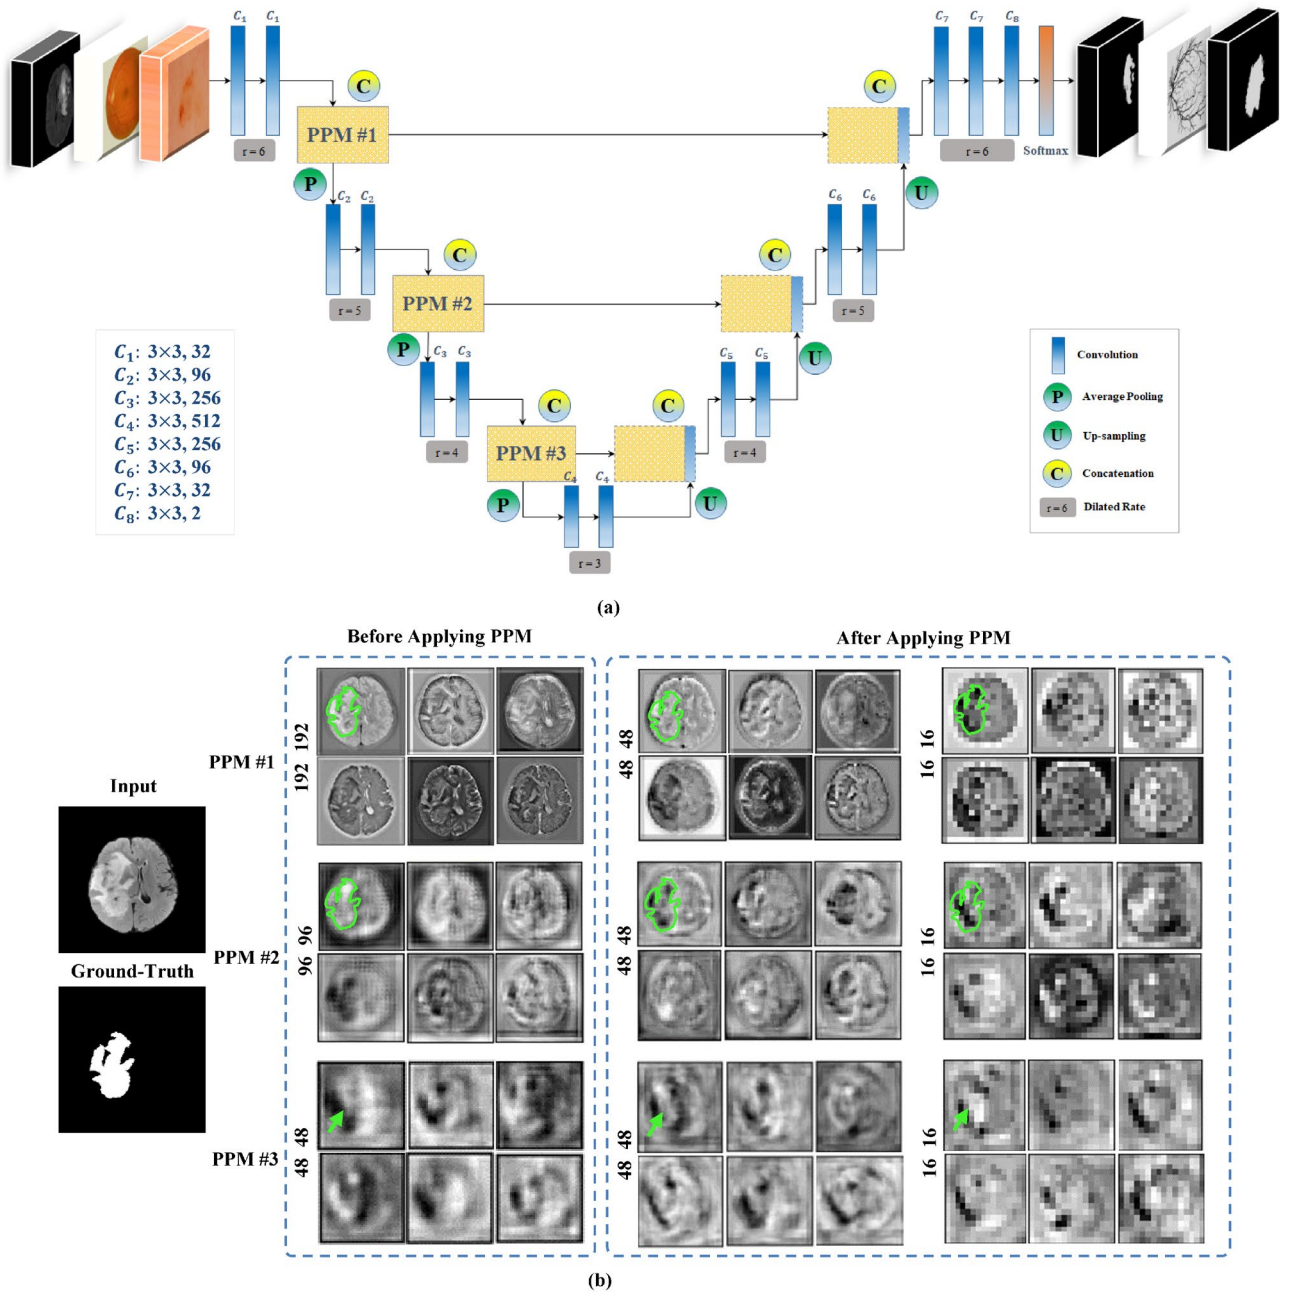 C₁ C₁
C
PPM #1
r = 6
P
C₂ C₂
C
PPM #2
r = 5
P
C₃ C₃
C
PPM #3
r = 4
P
C₄ C₄
r = 3
C
U
C₅ C₅
r = 4
C
U
C₆ C₆
r = 5
C
U
C₇ C₇ C₈
r = 6
Softmax
C₁: 3×3, 32
C₂: 3×3, 96
C₃: 3×3, 256
C₄: 3×3, 512
C₅: 3×3, 256
C₆: 3×3, 96
C₇: 3×3, 32
C₈: 3×3, 2
Convolution
P Average Pooling
U Up-sampling
C Concatenation
r = 6 Dilated Rate
(a)
Before Applying PPM
After Applying PPM
Input
Ground-Truth
PPM #1
192
192
48
48
16
16
PPM #2
96
96
48
48
16
16
PPM #3
48
48
48
48
16
16
(b)